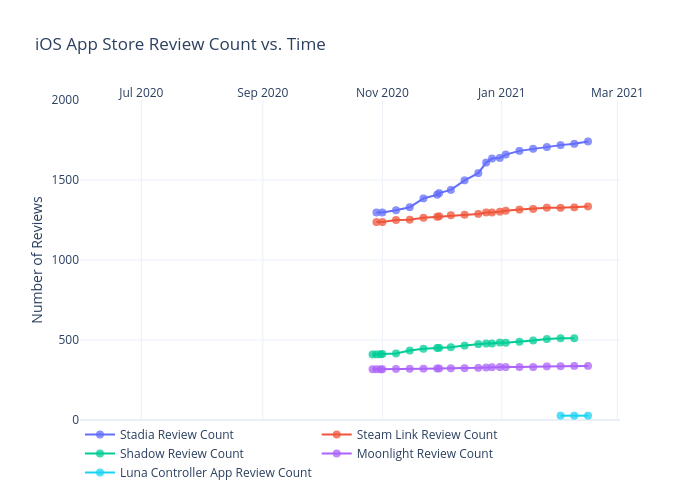 iOS App Store Review Count vs. Time
Jul 2020 Sep 2020 Nov 2020 Jan 2021 Mar 2021
2000
1500
1000
500
0
Number of Reviews
Stadia Review Count Steam Link Review Count
Shadow Review Count Moonlight Review Count
Luna Controller App Review Count